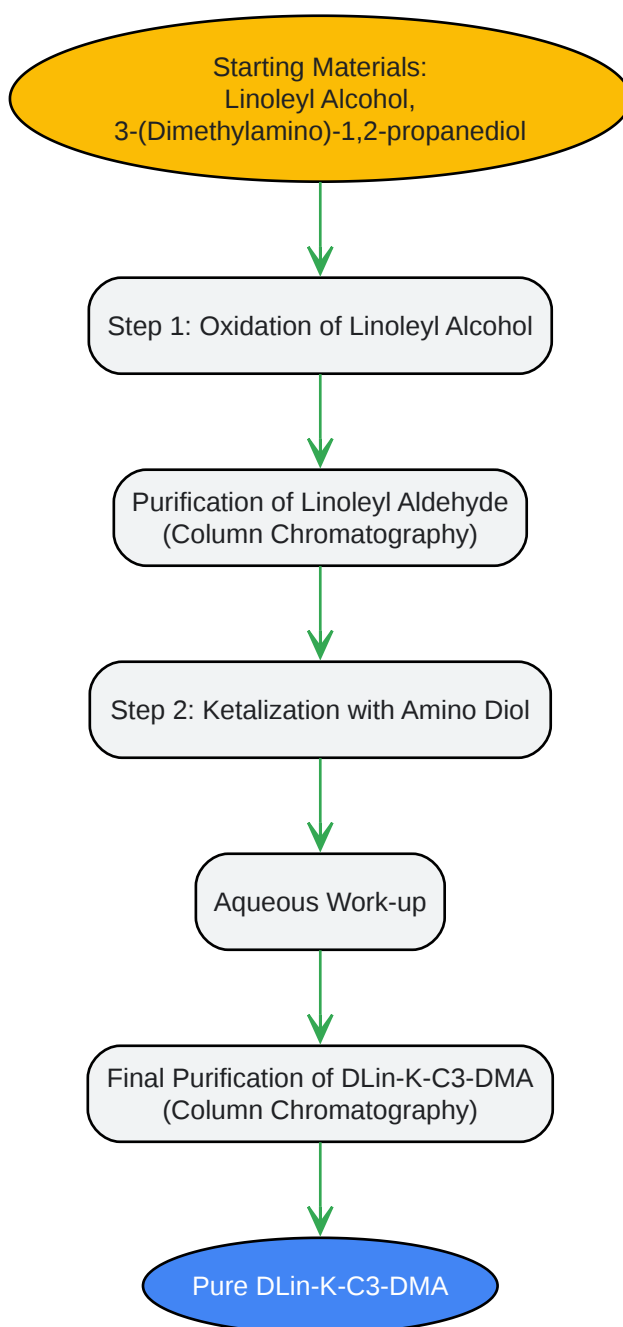 Starting Materials:
Linoleyl Alcohol,
3-(Dimethylamino)-1,2-propanediol
Step 1: Oxidation of Linoleyl Alcohol
Purification of Linoleyl Aldehyde
(Column Chromatography)
Step 2: Ketalization with Amino Diol
Aqueous Work-up
Final Purification of DLin-K-C3-DMA
(Column Chromatography)
Pure DLin-K-C3-DMA